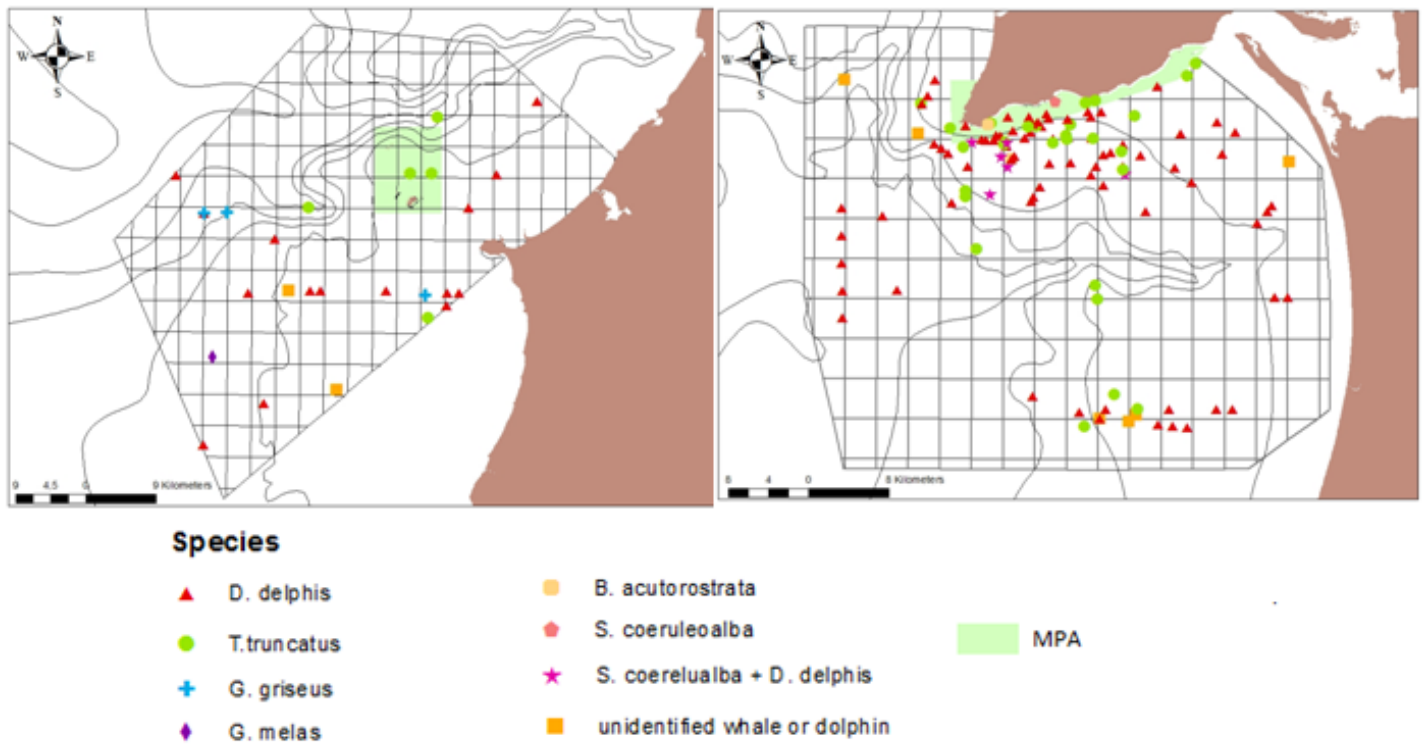 N
W E
S
9 4,5 0 9 Kilometers
N
W E
S
8 4 0 8 Kilometers
Species
D. delphis
T.truncatus
G. griseus
G. melas
B. acutorostrata
S. coeruleoalba
S. coerelualba + D. delphis
unidentified whale or dolphin
MPA